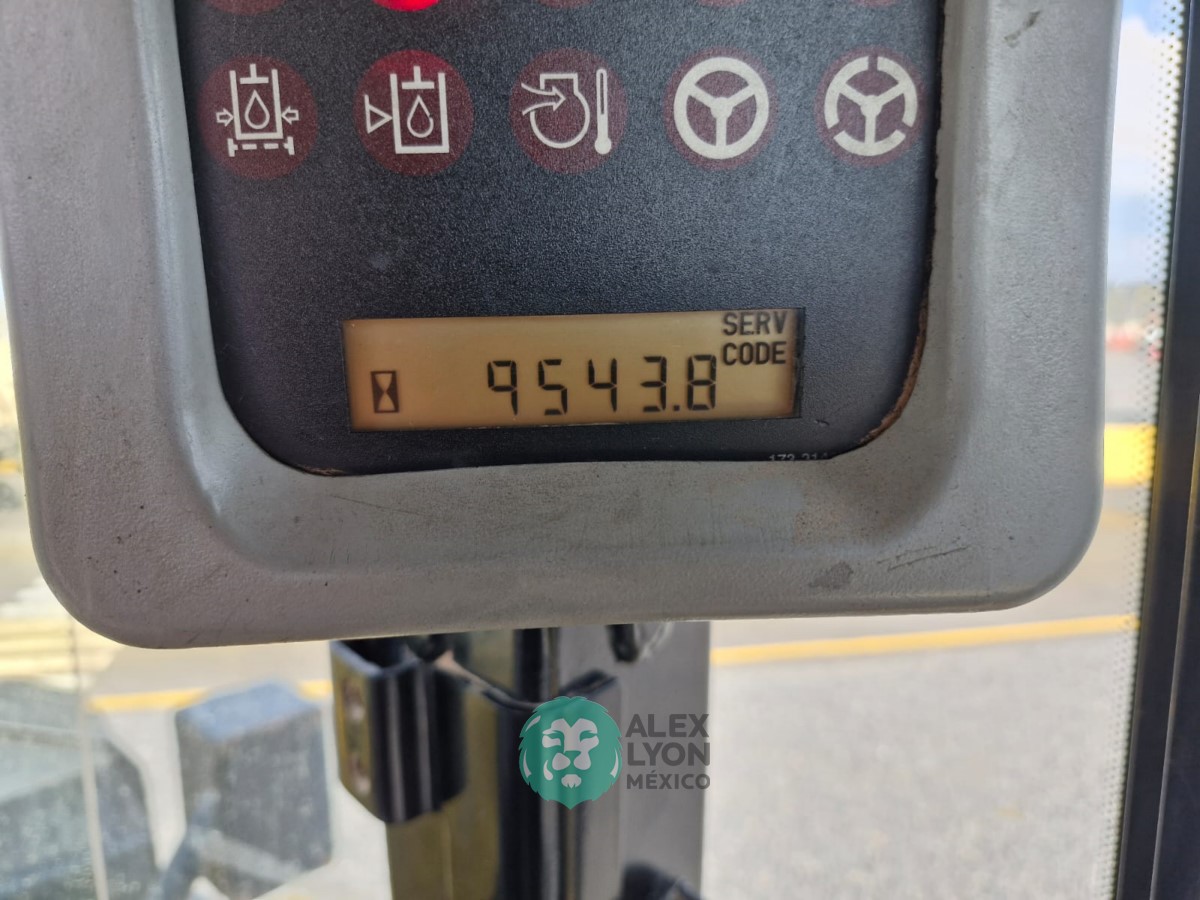 SERV
CODE
9543.8
ALEX
LYON
MÉXICO